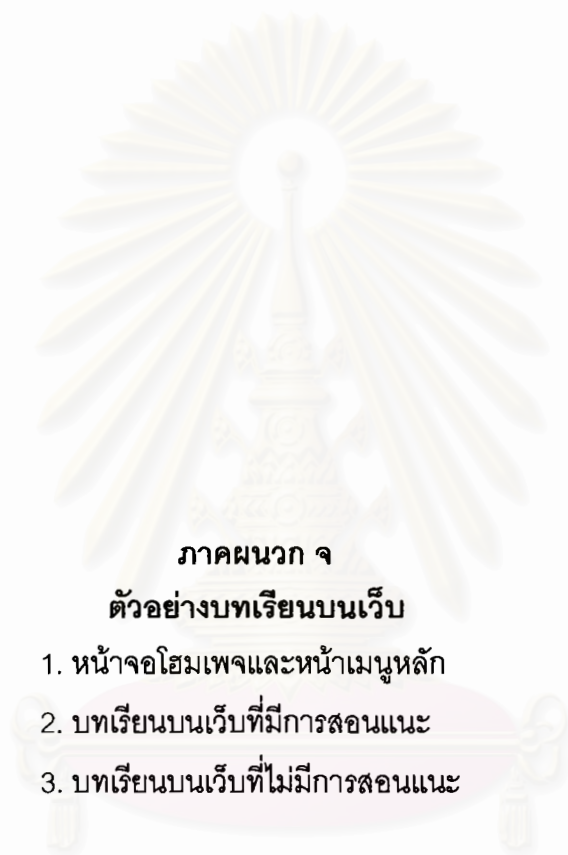 ภาคผนวก จ
ตัวอย่างบทเรียนบนเว็บ
1. หน้าจอโฮมเพจและหน้าเมนูหลัก
2. บทเรียนบนเว็บที่มีการสอนแนะ
3. บทเรียนบนเว็บที่ไม่มีการสอนแนะ